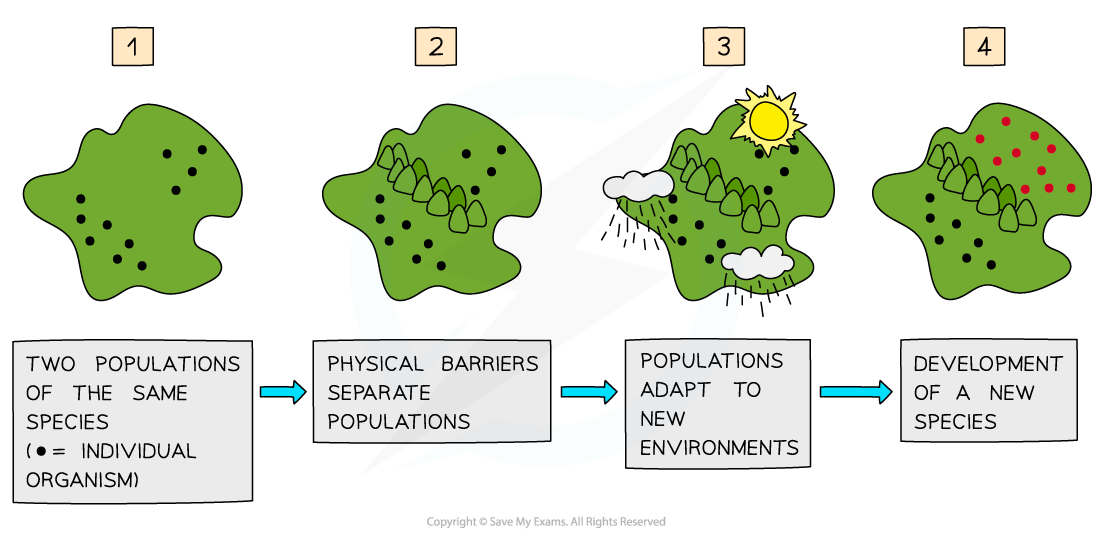 1
2
3
4
TWO POPULATIONS
OF THE SAME
SPECIES
(●= INDIVIDUAL
ORGANISM)
PHYSICAL BARRIERS
SEPARATE
POPULATIONS
POPULATIONS
ADAPT TO
NEW
ENVIRONMENTS
DEVELOPMENT
OF A NEW
SPECIES
Copyright © Save My Exams. All Rights Reserved